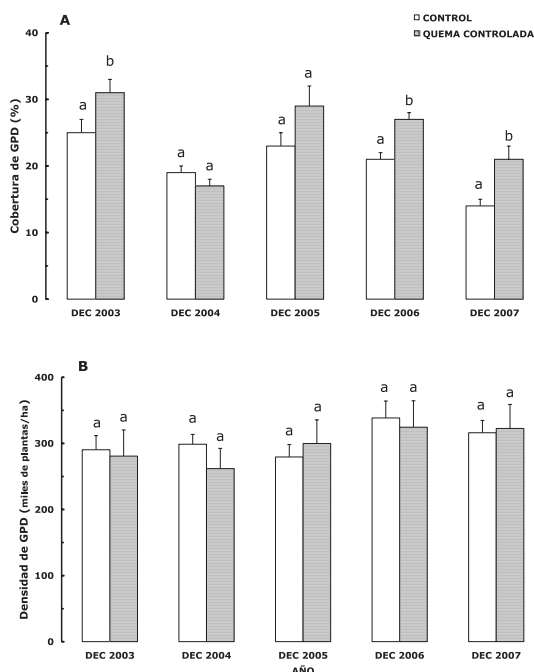 A
CONTROL
QUEMA CONTROLADA
Cobertura de GPD (%)
40
30
20
10
0
a b
a a
a a
a b
a b
DEC 2003 DEC 2004 DEC 2005 DEC 2006 DEC 2007
B
Densidad de GPD (miles de plantas/ha)
400
300
200
100
0
a a
a a
a a
a a
a a
DEC 2003 DEC 2004 DEC 2005 DEC 2006 DEC 2007
AÑO